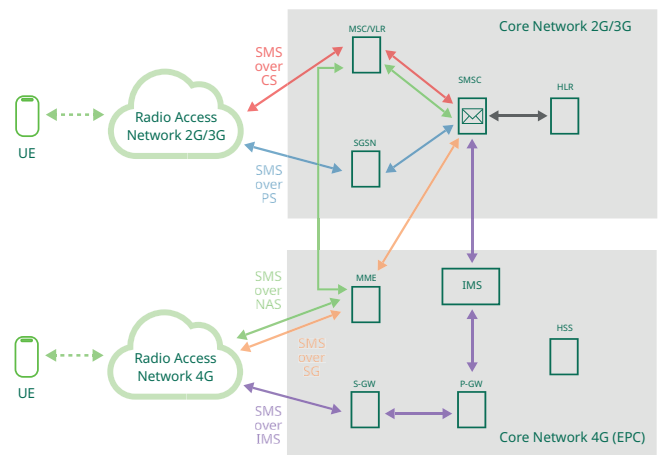 Core Network 2G/3G
MSC/VLR
SMS
over
CS
SMSC
HLR
Radio Access
Network 2G/3G
UE
SGSN
SMS
over
PS
SMS
over
NAS
MME
IMS
SMS
over
SG
HSS
Radio Access
Network 4G
UE
S-GW
P-GW
SMS
over
IMS
Core Network 4G (EPC)